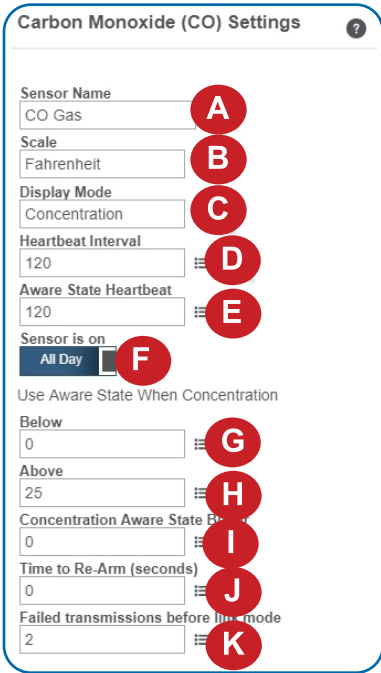 Carbon Monoxide (CO) Settings ?
Sensor Name
CO Gas A
Scale
Fahrenheit B
Display Mode
Concentration C
Heartbeat Interval
120 D
Aware State Heartbeat
120 E
Sensor is on
All Day F
Use Aware State When Concentration
Below
0 G
Above
25 H
Concentration Aware State
0 I
Time to Re-Arm (seconds)
0 J
Failed transmissions before link mode
2 K